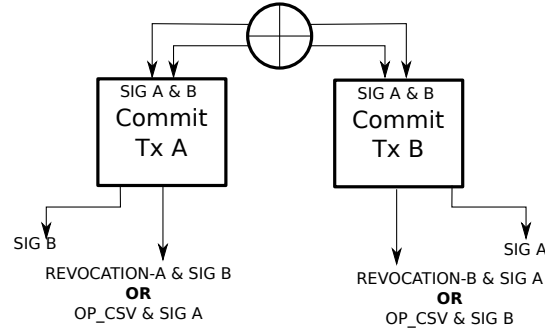 SIG A & B
Commit
Tx A
SIG A & B
Commit
Tx B
SIG B
REVOCATION-A & SIG B
OR
OP_CSV & SIG A
SIG A
REVOCATION-B & SIG A
OR
OP_CSV & SIG B